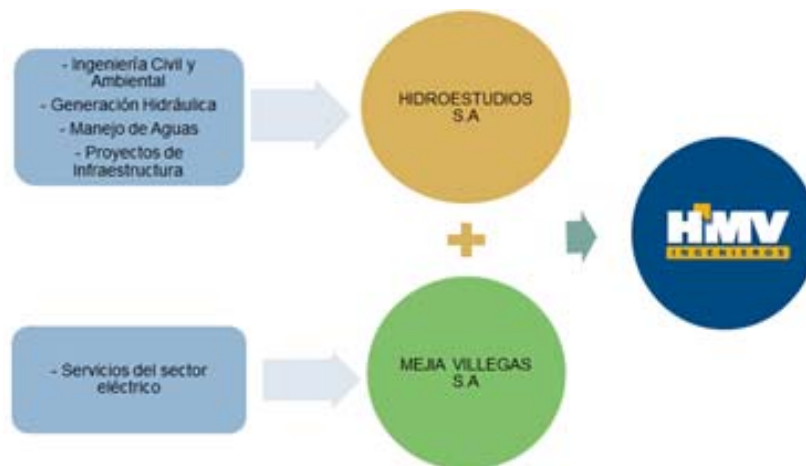 - Ingeniería Civil y
Ambiental
- Generación Hidráulica
- Manejo de Aguas
- Proyectos de
Infraestructura
HIDROESTUDIOS
S.A
+
HMV
INGENIEROS
- Servicios del sector
eléctrico
MEJIA VILLEGAS
S.A